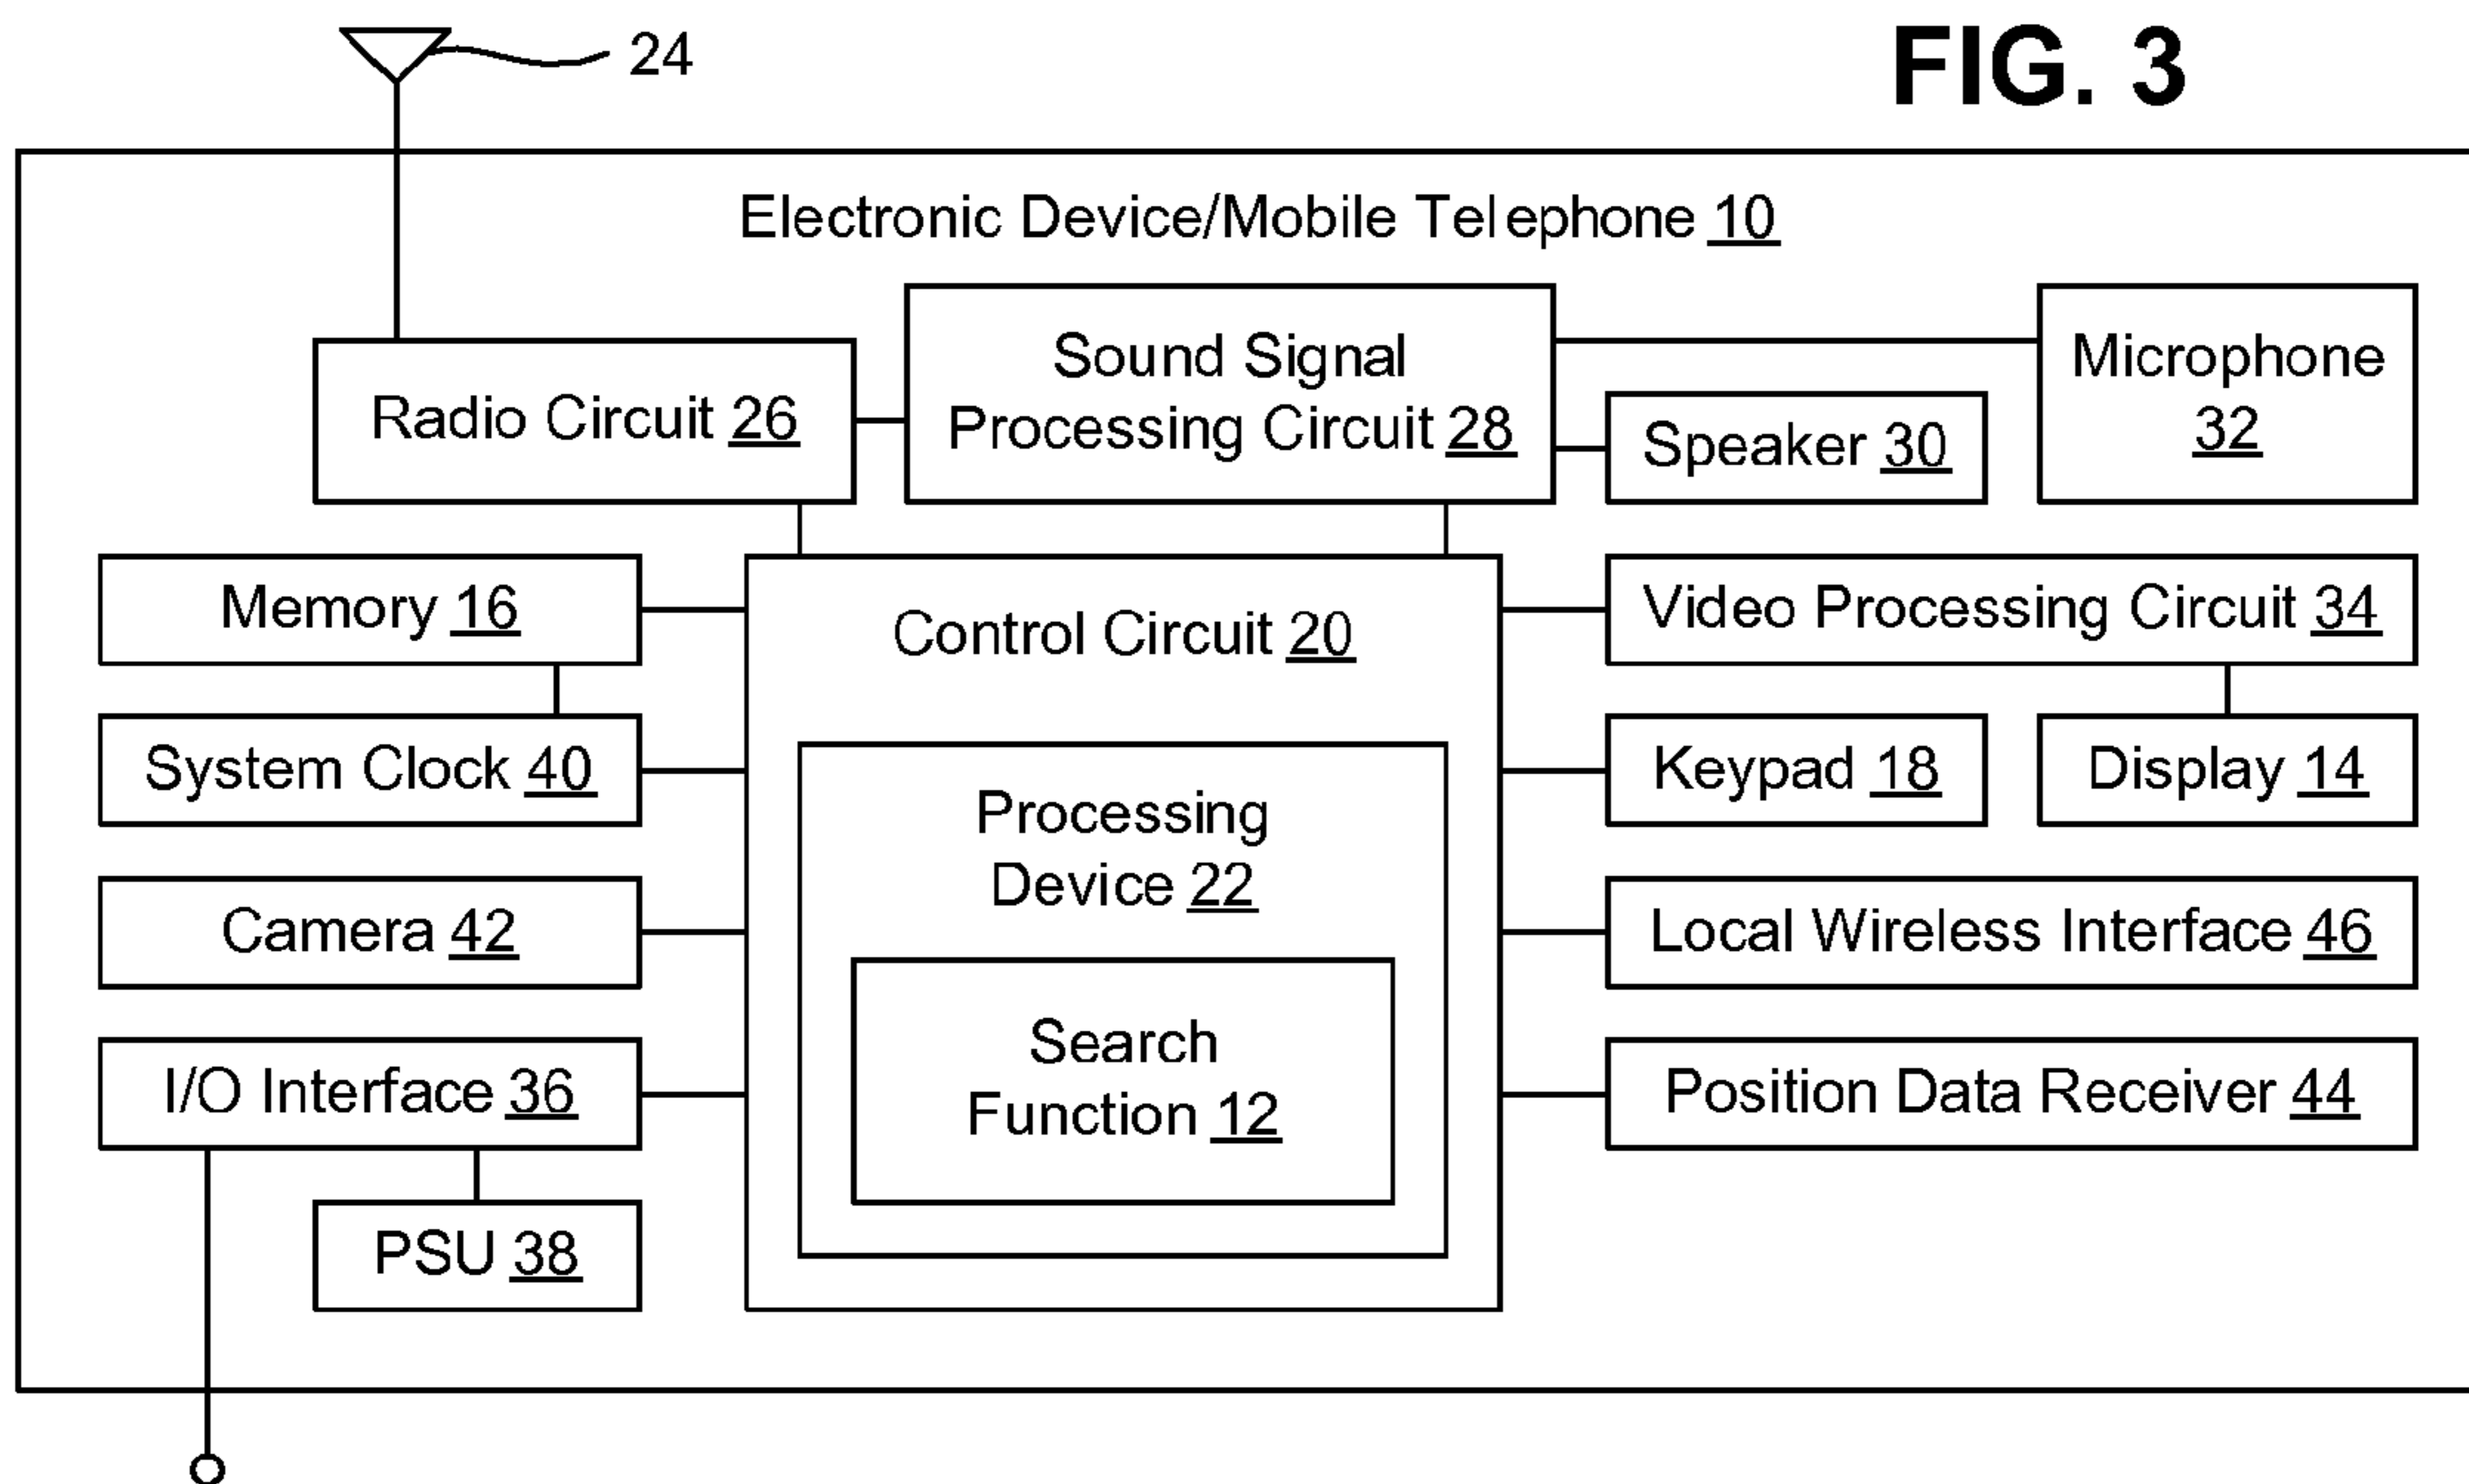 24
FIG. 3
Electronic Device/Mobile Telephone 10
Sound Signal
Processing Circuit 28
Microphone
32
Radio Circuit 26
Speaker 30
Memory 16
Control Circuit 20
Video Processing Circuit 34
System Clock 40
Keypad 18
Display 14
Processing
Device 22
Camera 42
Local Wireless Interface 46
Search
Function 12
I/O Interface 36
Position Data Receiver 44
PSU 38